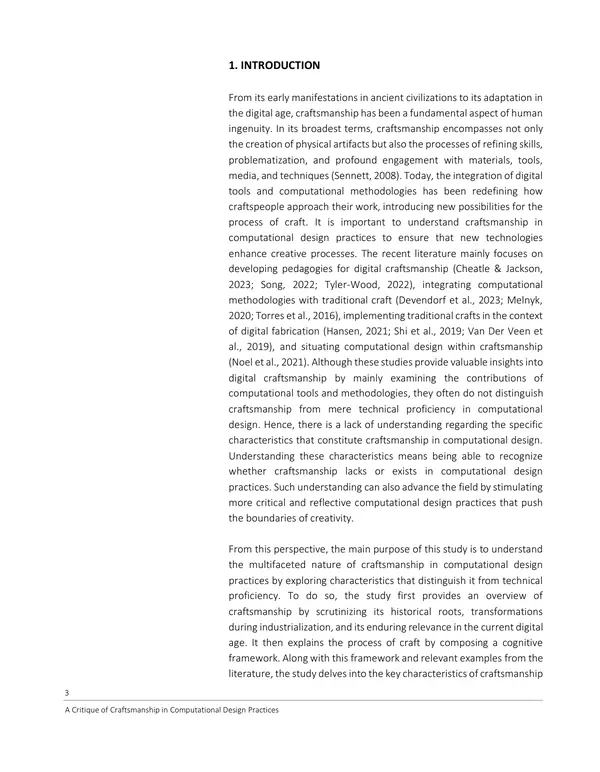 1. INTRODUCTION
From its early manifestations in ancient civilizations to its adaptation in
the digital age, craftsmanship has been a fundamental aspect of human
ingenuity. In its broadest terms, craftsmanship encompasses not only
the creation of physical artifacts but also the processes of refining skills,
problematization, and profound engagement with materials, tools,
media, and techniques (Sennett, 2008). Today, the integration of digital
tools and computational methodologies has been redefining how
craftspeople approach their work, introducing new possibilities for the
process of craft. It is important to understand craftsmanship in
computational design practices to ensure that new technologies
enhance creative processes. The recent literature mainly focuses on
developing pedagogies for digital craftsmanship (Cheatle & Jackson,
2023; Song, 2022; Tyler-Wood, 2022), integrating computational
methodologies with traditional craft (Devendorf et al., 2023; Melnyk,
2020; Torres et al., 2016), implementing traditional crafts in the context
of digital fabrication (Hansen, 2021; Shi et al., 2019; Van Der Veen et
al., 2019), and situating computational design within craftsmanship
(Noel et al., 2021). Although these studies provide valuable insights into
digital craftsmanship by mainly examining the contributions of
computational tools and methodologies, they often do not distinguish
craftsmanship from mere technical proficiency in computational
design. Hence, there is a lack of understanding regarding the specific
characteristics that constitute craftsmanship in computational design.
Understanding these characteristics means being able to recognize
whether craftsmanship lacks or exists in computational design
practices. Such understanding can also advance the field by stimulating
more critical and reflective computational design practices that push
the boundaries of creativity.
From this perspective, the main purpose of this study is to understand
the multifaceted nature of craftsmanship in computational design
practices by exploring characteristics that distinguish it from technical
proficiency. To do so, the study first provides an overview of
craftsmanship by scrutinizing its historical roots, transformations
during industrialization, and its enduring relevance in the current digital
age. It then explains the process of craft by composing a cognitive
framework. Along with this framework and relevant examples from the
literature, the study delves into the key characteristics of craftsmanship
3
A Critique of Craftsmanship in Computational Design Practices